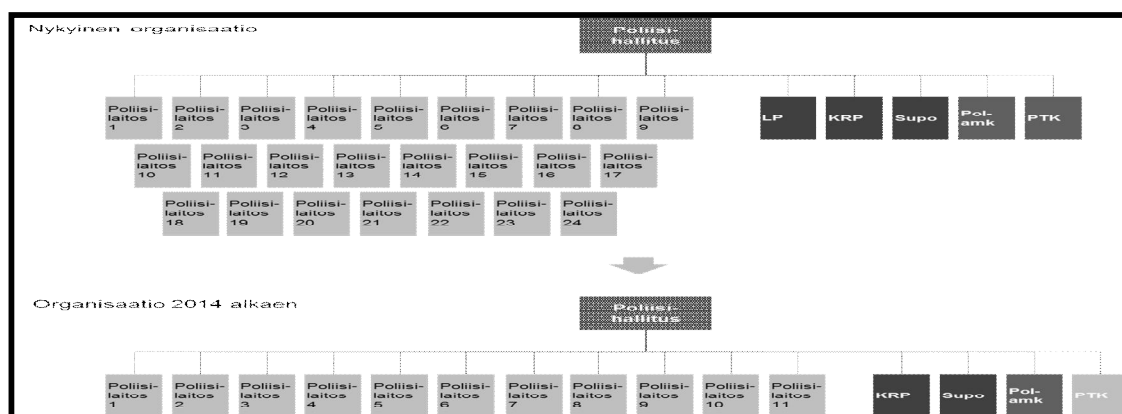 Nykyinen organisaatio
Poliisi-
hallitus
Poliisi-
laitos
1
Poliisi-
laitos
2
Poliisi-
laitos
3
Poliisi-
laitos
4
Poliisi-
laitos
5
Poliisi-
laitos
6
Poliisi-
laitos
7
Poliisi-
laitos
8
Poliisi-
laitos
9
LP
KRP
Supo
Pol-
amk
PTK
Poliisi-
laitos
10
Poliisi-
laitos
11
Poliisi-
laitos
12
Poliisi-
laitos
13
Poliisi-
laitos
14
Poliisi-
laitos
15
Poliisi-
laitos
16
Poliisi-
laitos
17
Poliisi-
laitos
18
Poliisi-
laitos
19
Poliisi-
laitos
20
Poliisi-
laitos
21
Poliisi-
laitos
22
Poliisi-
laitos
23
Poliisi-
laitos
24
Organisaatio 2014 alkaen
Poliisi-
hallitus
Poliisi-
laitos
1
Poliisi-
laitos
2
Poliisi-
laitos
3
Poliisi-
laitos
4
Poliisi-
laitos
5
Poliisi-
laitos
6
Poliisi-
laitos
7
Poliisi-
laitos
8
Poliisi-
laitos
9
Poliisi-
laitos
10
Poliisi-
laitos
11
KRP
Supo
Pol-
amk
PTK